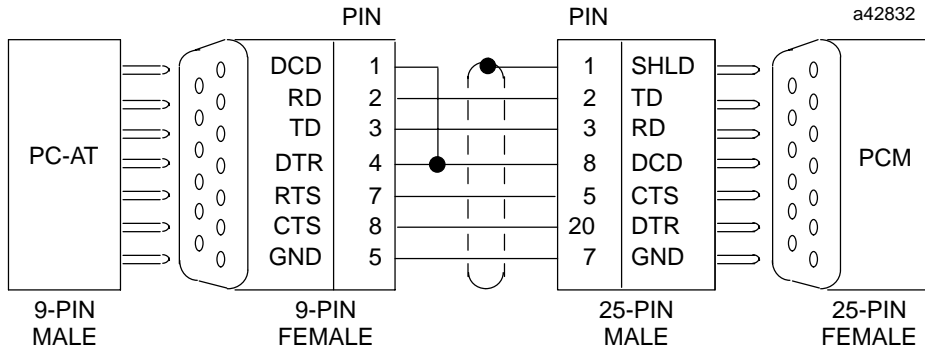 PIN PIN a42832
DCD 1 1 SHLD
RD 2 2 TD
TD 3 3 RD
PC-AT DTR 4 8 DCD PCM
RTS 7 5 CTS
CTS 8 20 DTR
GND 5 7 GND
9-PIN 9-PIN 25-PIN 25-PIN
MALE FEMALE MALE FEMALE